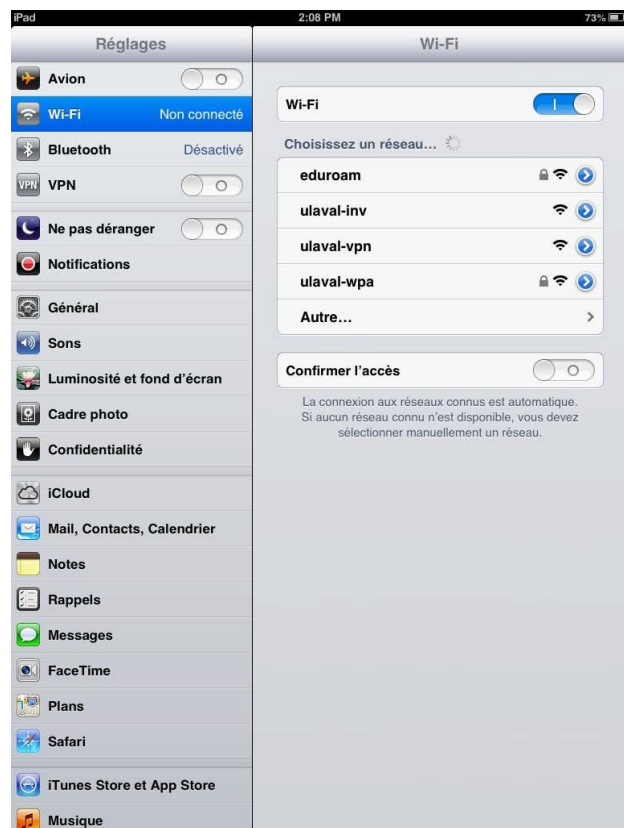 iPad
2:08 PM
73%
Réglages
Avion
Wi-Fi
Non connecté
Bluetooth
Désactivé
VPN
VPN
Ne pas déranger
Notifications
Général
Sons
Luminosité et fond d'écran
Cadre photo
Confidentialité
iCloud
Mail, Contacts, Calendrier
Notes
Rappels
Messages
FaceTime
Plans
Safari
iTunes Store et App Store
Musique
Wi-Fi
Wi-Fi
Choisissez un réseau...
eduroam
ulaval-inv
ulaval-vpn
ulaval-wpa
Autre...
Confirmer l'accès
La connexion aux réseaux connus est automatique.
Si aucun réseau connu n'est disponible, vous devez
sélectionner manuellement un réseau.